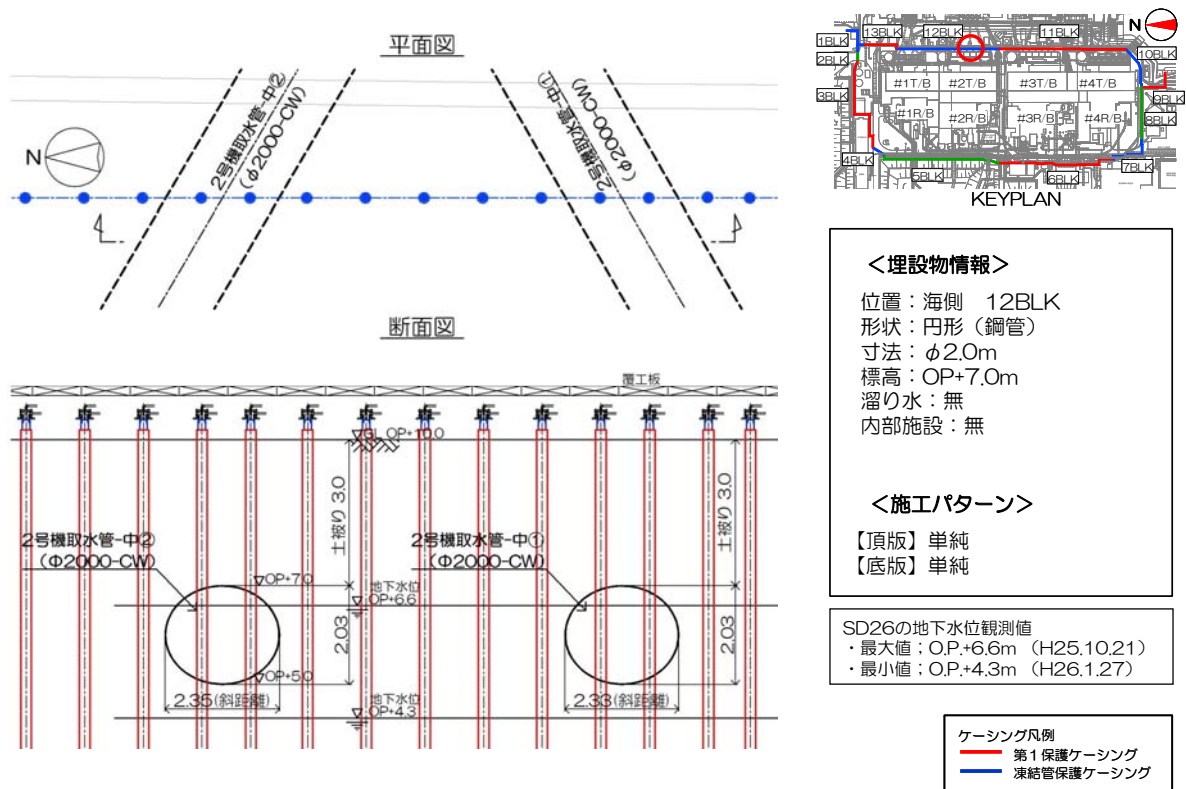 平面図
2号機取水管-中②
(φ2000-CW)
2号機取水管-中①
(φ2000-CW)
N
断面図
覆工板
GL OP+10.0
土被り 3.0
土被り 3.0
2号機取水管-中②
(Φ2000-CW)
2号機取水管-中①
(Φ2000-CW)
OP+7.0
地下水位
OP+6.6
2.03
2.03
OP+5.0
2.35(斜距離)
2.33(斜距離)
地下水位
OP+4.3
N
1BLK
2BLK
3BLK
4BLK
5BLK
6BLK
7BLK
8BLK
9BLK
10BLK
11BLK
12BLK
13BLK
#1T/B
#2T/B
#3T/B
#4T/B
#1R/B
#2R/B
#3R/B
#4R/B
KEYPLAN
＜埋設物情報＞
位置：海側　12BLK
形状：円形（鋼管）
寸法：φ2.0m
標高：OP+7.0m
溜り水：無
内部施設：無
＜施工パターン＞
【頂版】単純
【底版】単純
SD26の地下水位観測値
・最大値；O.P.+6.6m （H25.10.21）
・最小値；O.P.+4.3m （H26.1.27）
ケーシング凡例
第１保護ケーシング
凍結管保護ケーシング